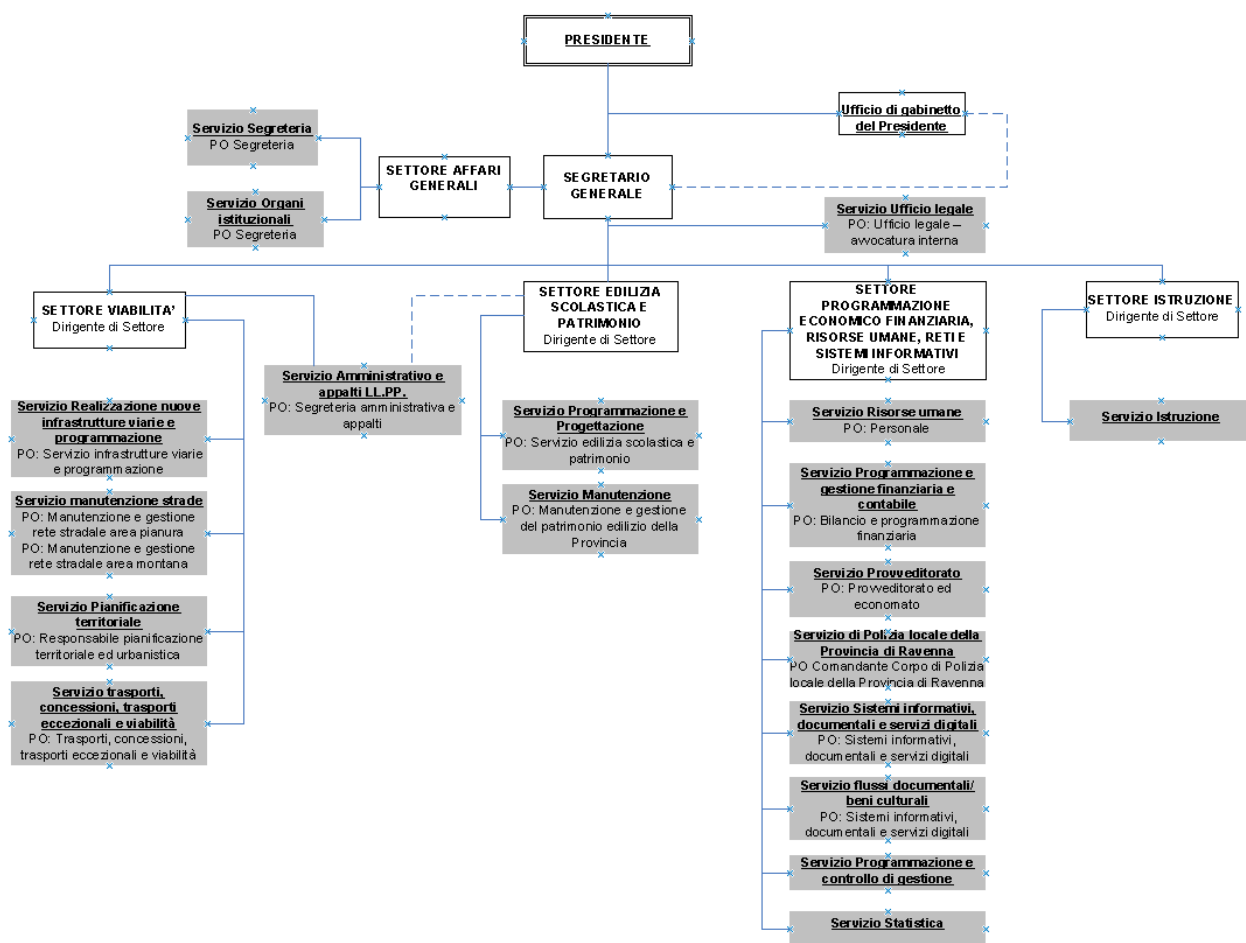 PRESIDENTE
Ufficio di gabinetto
del Presidente
Servizio Segreteria
PO Segreteria
SETTORE AFFARI
GENERALI
SEGRETARIO
GENERALE
Servizio Organi
istituzionali
PO Segreteria
Servizio Ufficio legale
PO: Ufficio legale –
avvocatura interna
SETTORE VIABILITA’
Dirigente di Settore
SETTORE EDILIZIA
SCOLASTICA E
PATRIMONIO
Dirigente di Settore
SETTORE
PROGRAMMAZIONE
ECONOMICO FINANZIARIA,
RISORSE UMANE, RETI E
SISTEMI INFORMATIVI
Dirigente di Settore
SETTORE ISTRUZIONE
Dirigente di Settore
Servizio Amministrativo e
appalti LL.PP.
PO: Segreteria amministrativa e
appalti
Servizio Realizzazione nuove
infrastrutture viarie e
programmazione
PO: Servizio infrastrutture viarie
e programmazione
Servizio manutenzione strade
PO: Manutenzione e gestione
rete stradale area pianura
PO: Manutenzione e gestione
rete stradale area montana
Servizio Pianificazione
territoriale
PO: Responsabile pianificazione
territoriale ed urbanistica
Servizio trasporti,
concessioni, trasporti
eccezionali e viabilità
PO: Trasporti, concessioni,
trasporti eccezionali e viabilità
Servizio Programmazione e
Progettazione
PO: Servizio edilizia scolastica e
patrimonio
Servizio Manutenzione
PO: Manutenzione e gestione
del patrimonio edilizio della
Provincia
Servizio Risorse umane
PO: Personale
Servizio Programmazione e
gestione finanziaria e
contabile
PO: Bilancio e programmazione
finanziaria
Servizio Provveditorato
PO: Provveditorato ed
economato
Servizio di Polizia locale della
Provincia di Ravenna
PO Comandante Corpo di Polizia
locale della Provincia di Ravenna
Servizio Sistemi informativi,
documentali e servizi digitali
PO: Sistemi informativi,
documentali e servizi digitali
Servizio flussi documentali/
beni culturali
PO: Sistemi informativi,
documentali e servizi digitali
Servizio Programmazione e
controllo di gestione
Servizio Statistica
Servizio Istruzione